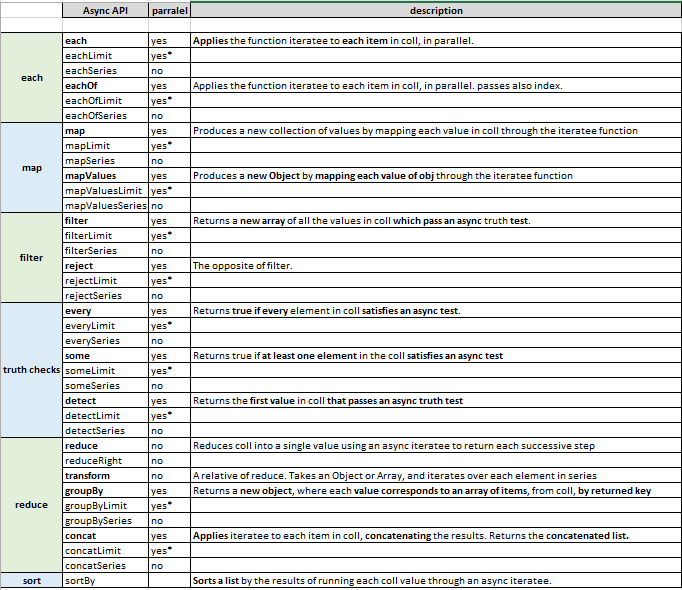 Async API parralel description
each yes Applies the function iteratee to each item in coll, in parallel.
eachLimit yes*
each
eachSeries no
eachOf yes Applies the function iteratee to each item in coll, in parallel. passes also index.
eachOfLimit yes*
eachOfSeries no
map yes Produces a new collection of values by mapping each value in coll through the iteratee function
mapLimit yes*
mapSeries no
map
mapValues yes Produces a new Object by mapping each value of obj through the iteratee function
mapValuesLimit yes*
mapValuesSeries no
filter yes Returns a new array of all the values in coll which pass an async truth test.
filterLimit yes*
filterSeries no
filter
reject yes The opposite of filter.
rejectLimit yes*
rejectSeries no
every yes Returns true if every element in coll satisfies an async test.
everyLimit yes*
everySeries no
some yes Returns true if at least one element in the coll satisfies an async test
truth checks someLimit yes*
someSeries no
detect yes Returns the first value in coll that passes an async truth test
detectLimit yes*
detectSeries no
reduce no Reduces coll into a single value using an async iteratee to return each successive step
reduceRight no
transform no A relative of reduce. Takes an Object or Array, and iterates over each element in series
groupBy yes Returns a new object, where each value corresponds to an array of items, from coll, by returned key
reduce groupByLimit yes*
groupBySeries no
concat yes Applies iteratee to each item in coll, concatenating the results. Returns the concatenated list.
concatLimit yes*
concatSeries no
sort sortBy Sorts a list by the results of running each coll value through an async iteratee.